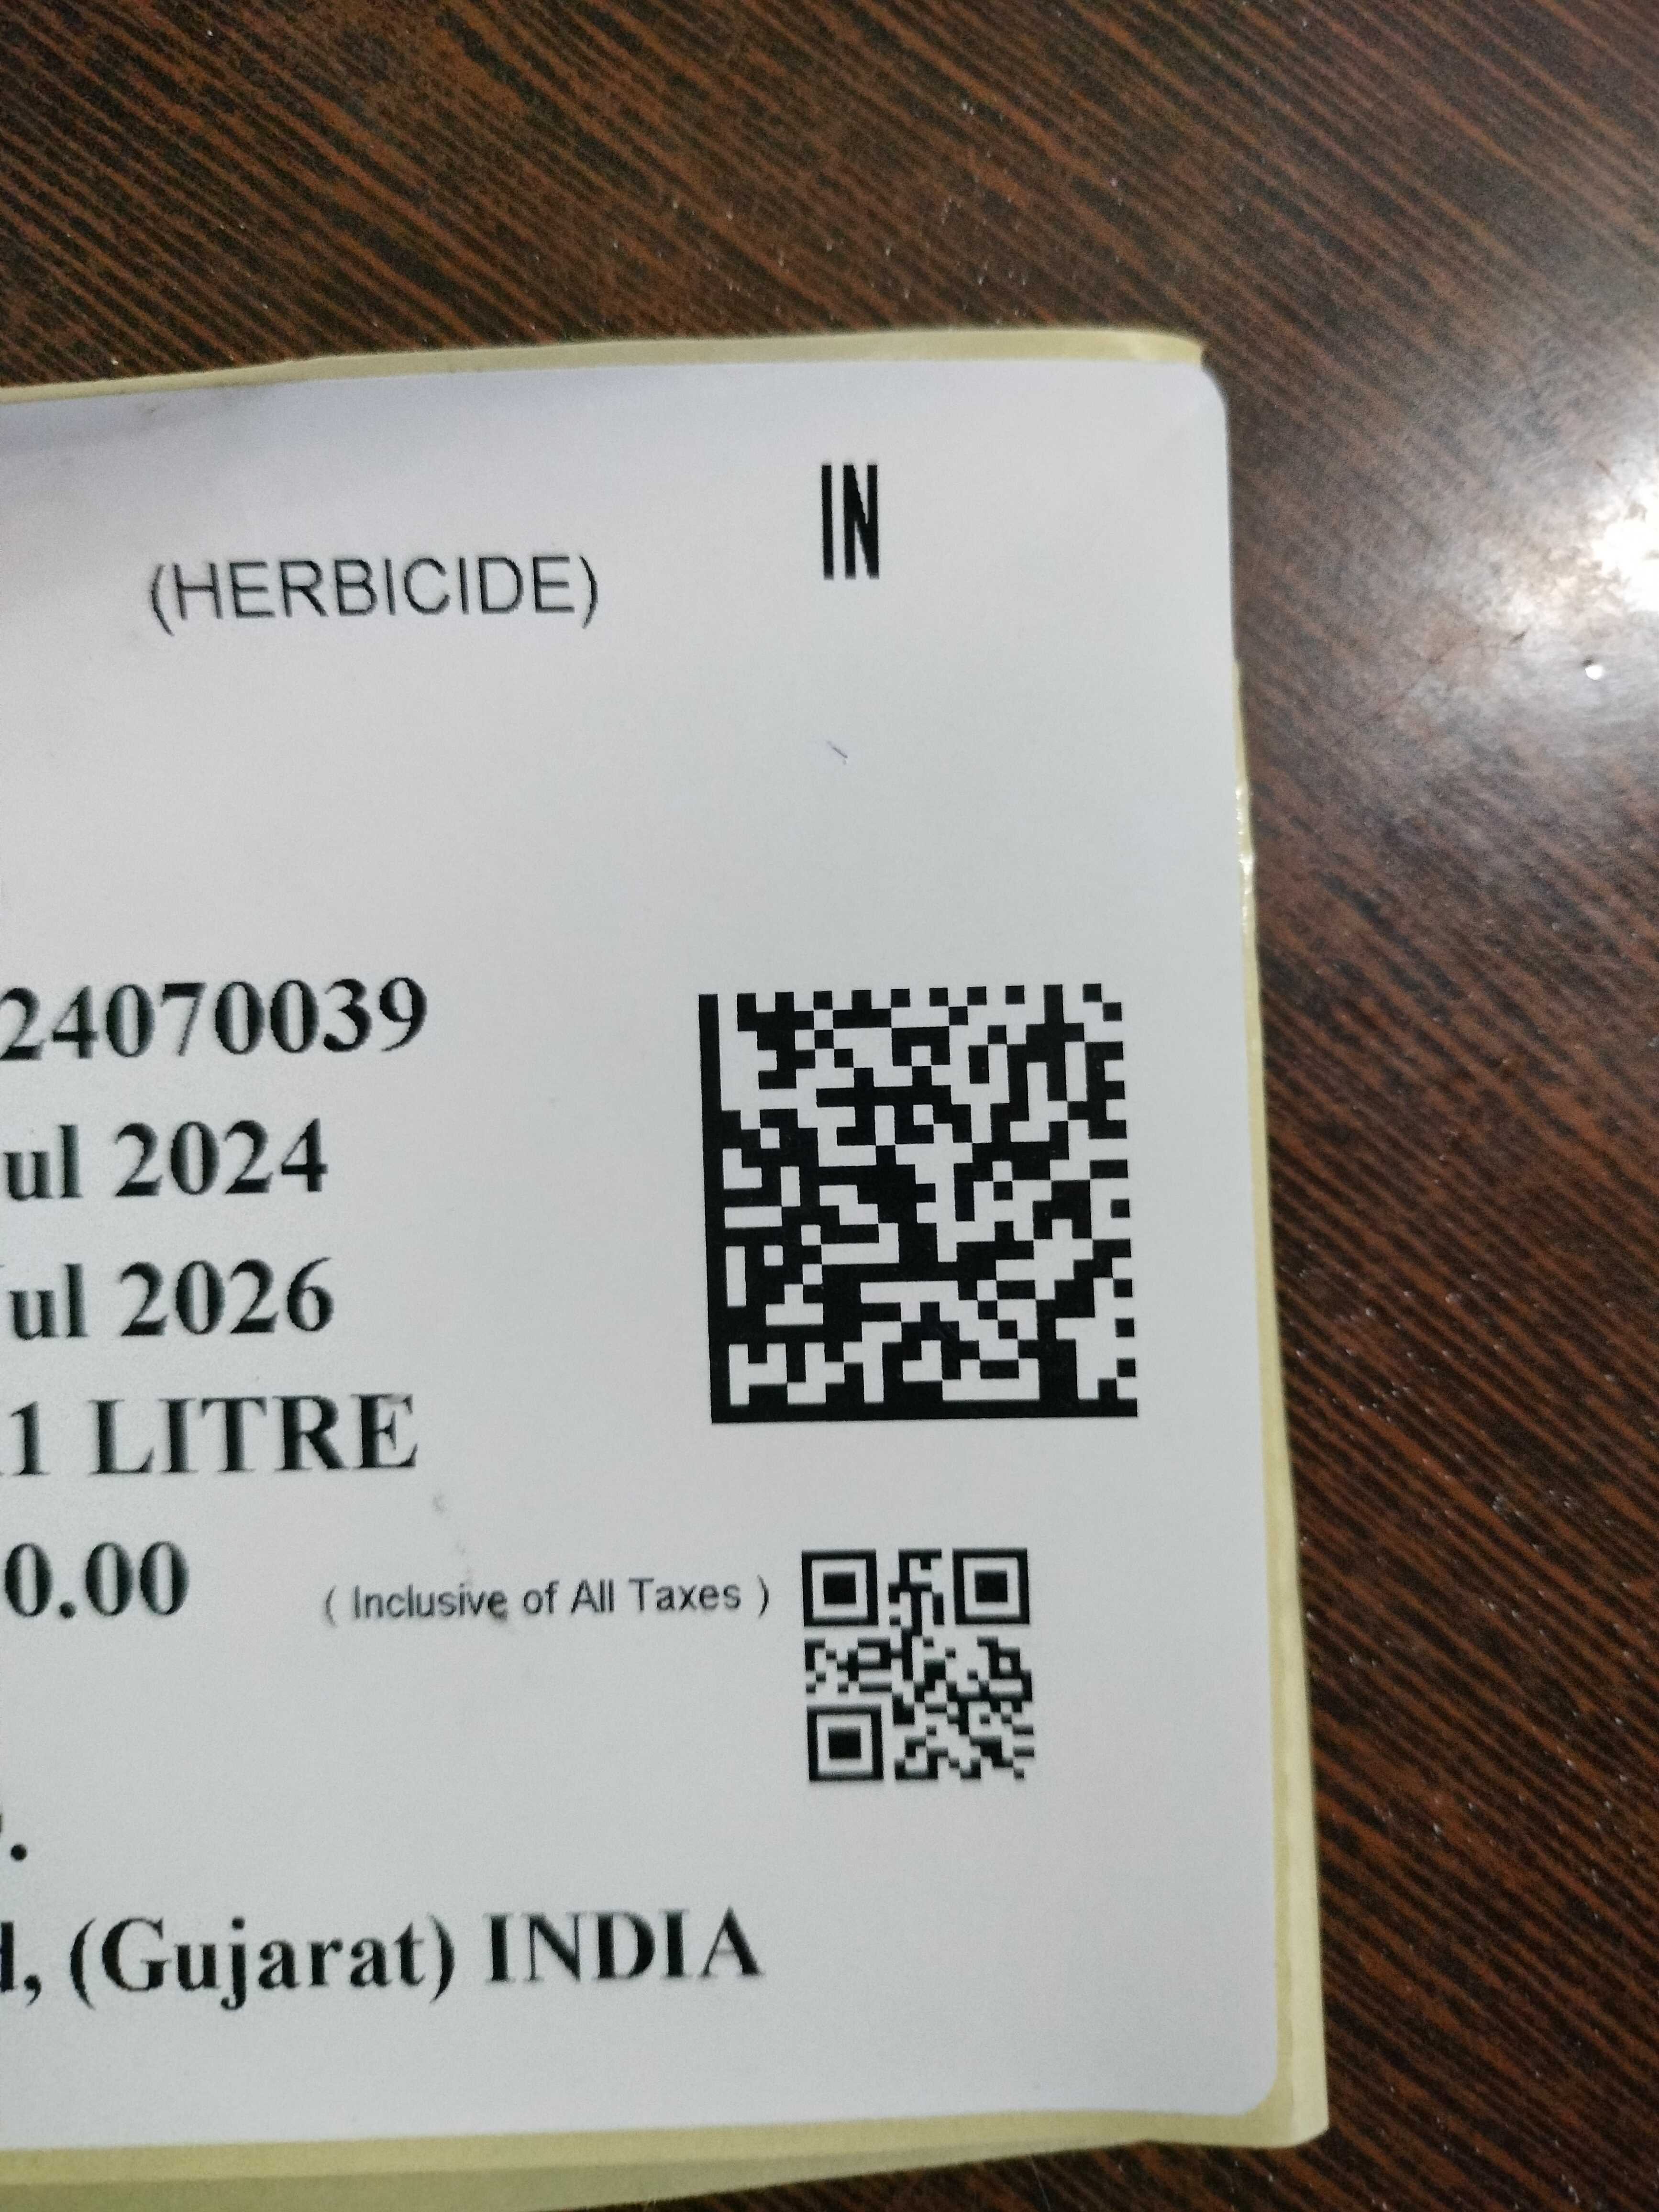 IN
(HERBICIDE)
24070039
ul 2024
ul 2026
1 LITRE
0.00 ( Inclusive of All Taxes )
, (Gujarat) INDIA